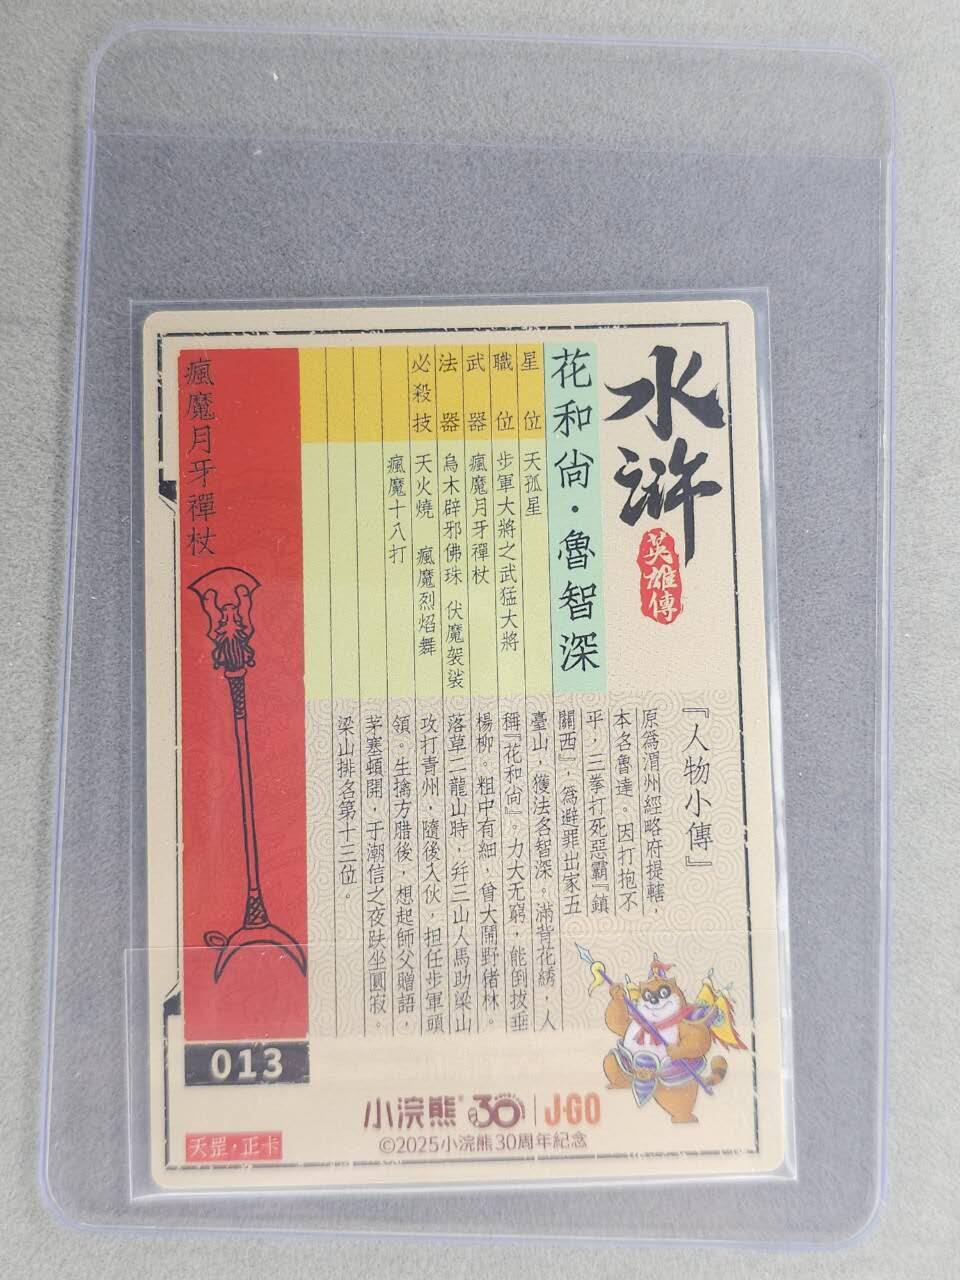 水滸
英雄傳
花和尙·魯智深
星位 天孤星
職位 步軍大將之武猛大將
武器 瘋魔月牙禪杖
法器 烏木辟邪佛珠 伏魔袈裟
必殺技 天火燒 瘋魔烈焰舞
瘋魔十八打
瘋魔月牙禪杖
『人物小傳』
原爲渭州經略府提轄，
本名魯達。因打抱不
平，三拳打死惡霸『鎮
關西』，爲避罪出家五
臺山，獲法名智深。滿背花綉，人
稱『花和尙』。力大无窮，能倒拔垂
楊柳。粗中有細，曾大鬧野猪林。
落草二龍山時，幷三山人馬助梁山
攻打青州，隨後入伙，担任步軍頭
領。生擒方腊後，想起師父贈語，
茅塞頓開，于潮信之夜趺坐圓寂。
梁山排名第十三位。
013
天罡·正卡
小浣熊 30 J·GO
©2025小浣熊30周年紀念